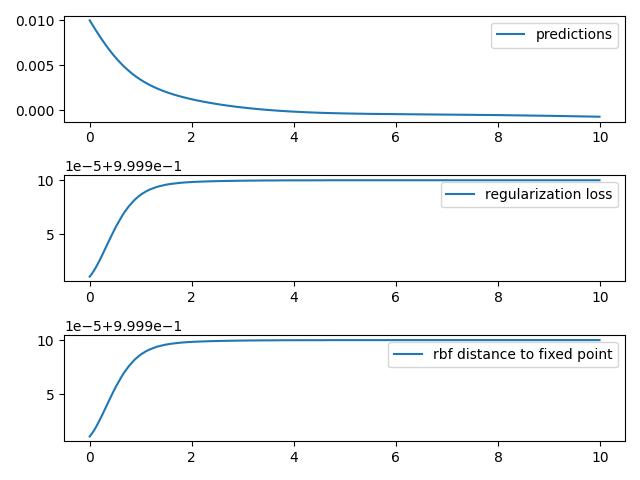 0.010
0.005
0.000
predictions
0 2 4 6 8 10
1e-5+9.999e-1
10
5
regularization loss
0 2 4 6 8 10
1e-5+9.999e-1
10
5
rbf distance to fixed point
0 2 4 6 8 10